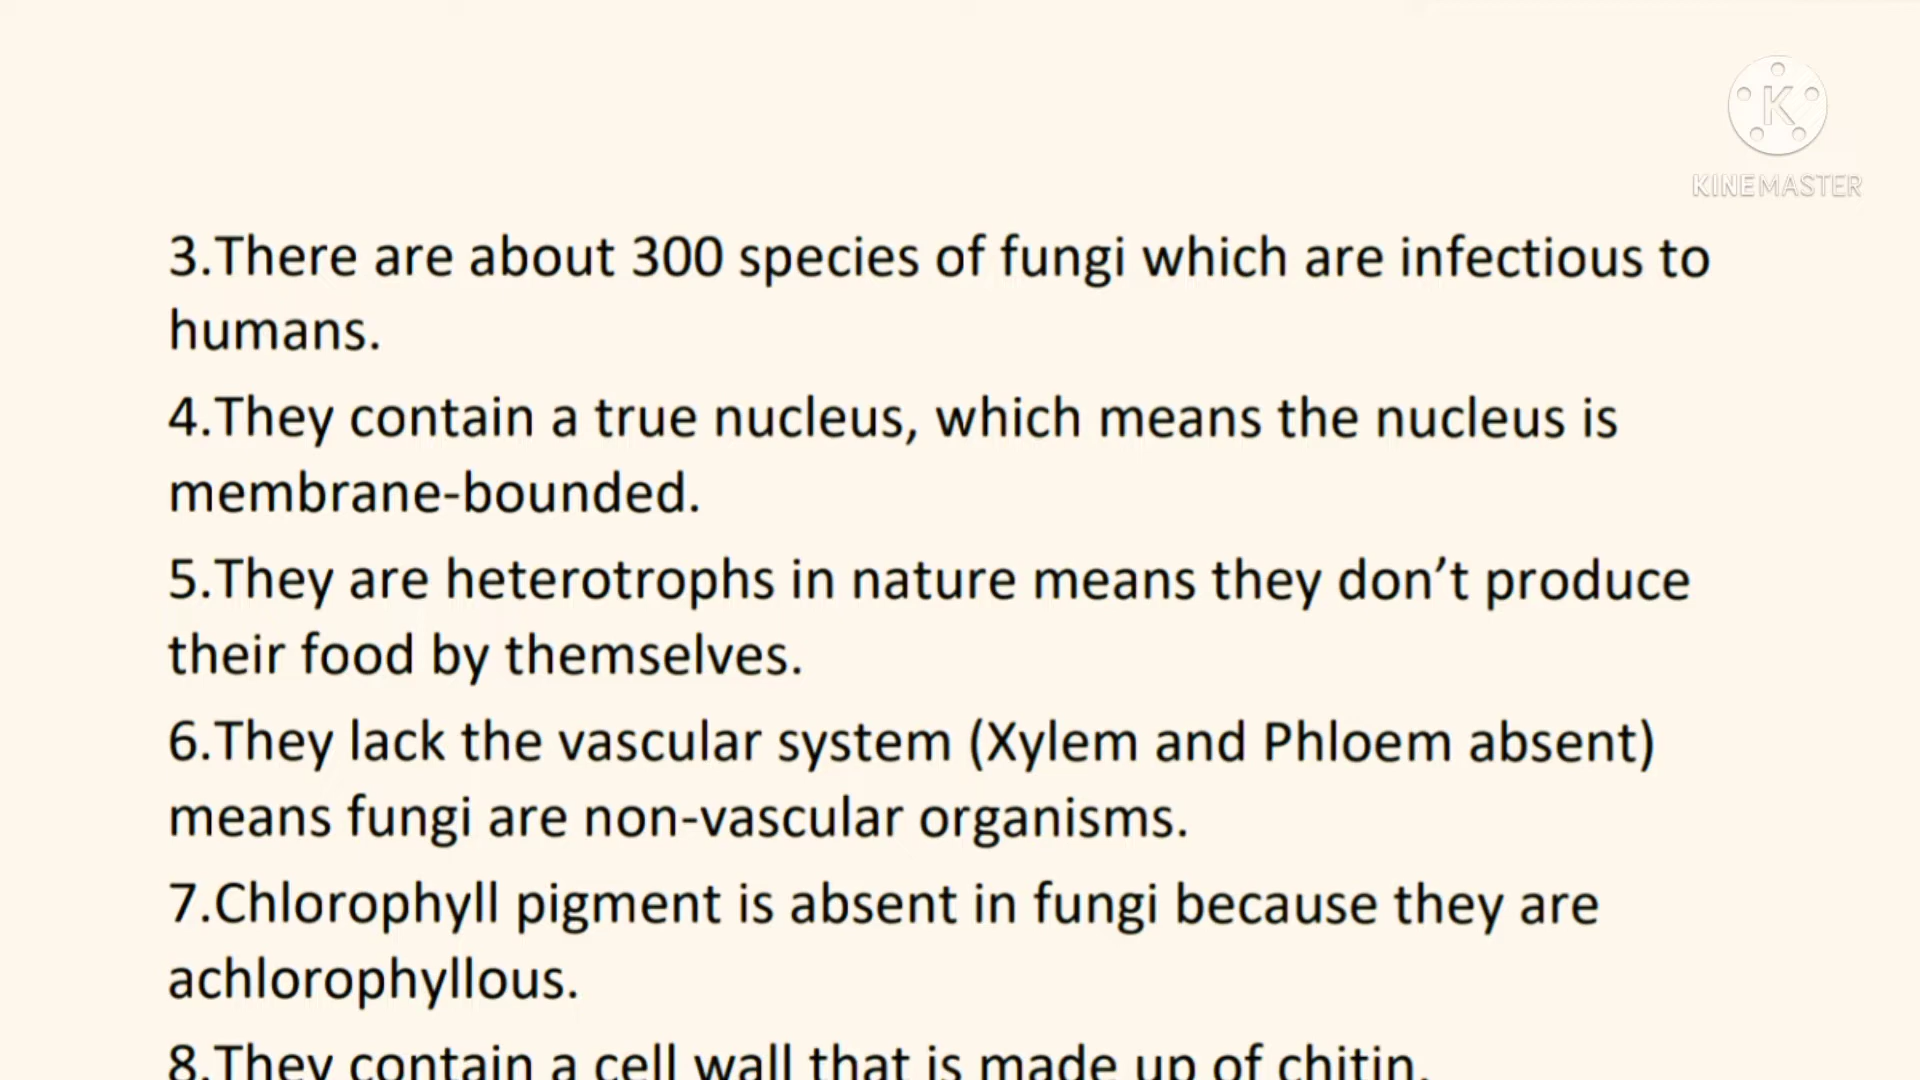 KINEMASTER
3.There are about 300 species of fungi which are infectious to
humans.
4.They contain a true nucleus, which means the nucleus is
membrane-bounded.
5.They are heterotrophs in nature means they don’t produce
their food by themselves.
6.They lack the vascular system (Xylem and Phloem absent)
means fungi are non-vascular organisms.
7.Chlorophyll pigment is absent in fungi because they are
achlorophyllous.
8.They contain a cell wall that is made up of chitin.